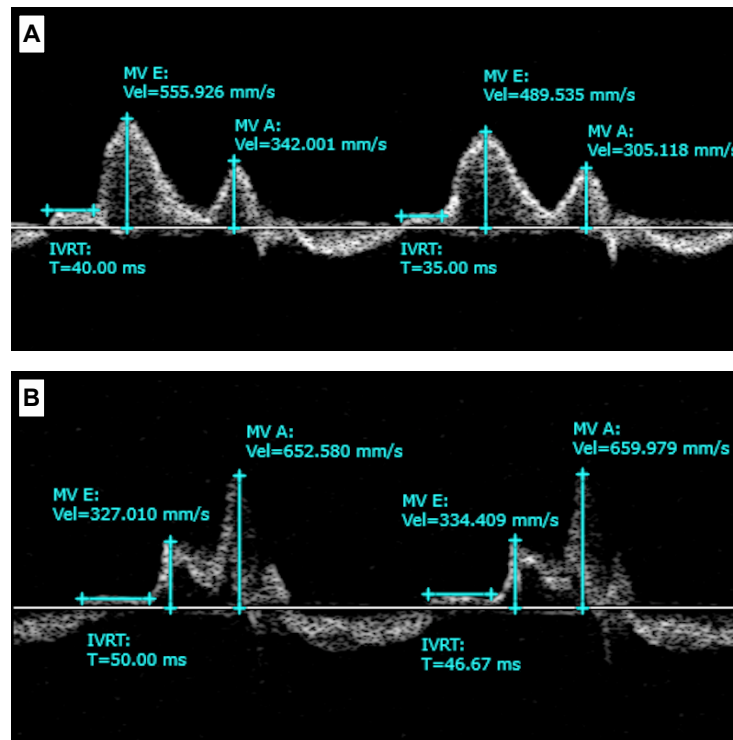 A
MV E:
Vel=555.926 mm/s
MV A:
Vel=342.001 mm/s
MV E:
Vel=489.535 mm/s
MV A:
Vel=305.118 mm/s
IVRT:
T=40.00 ms
IVRT:
T=35.00 ms
B
MV E:
Vel=327.010 mm/s
MV A:
Vel=652.580 mm/s
MV E:
Vel=334.409 mm/s
MV A:
Vel=659.979 mm/s
IVRT:
T=50.00 ms
IVRT:
T=46.67 ms